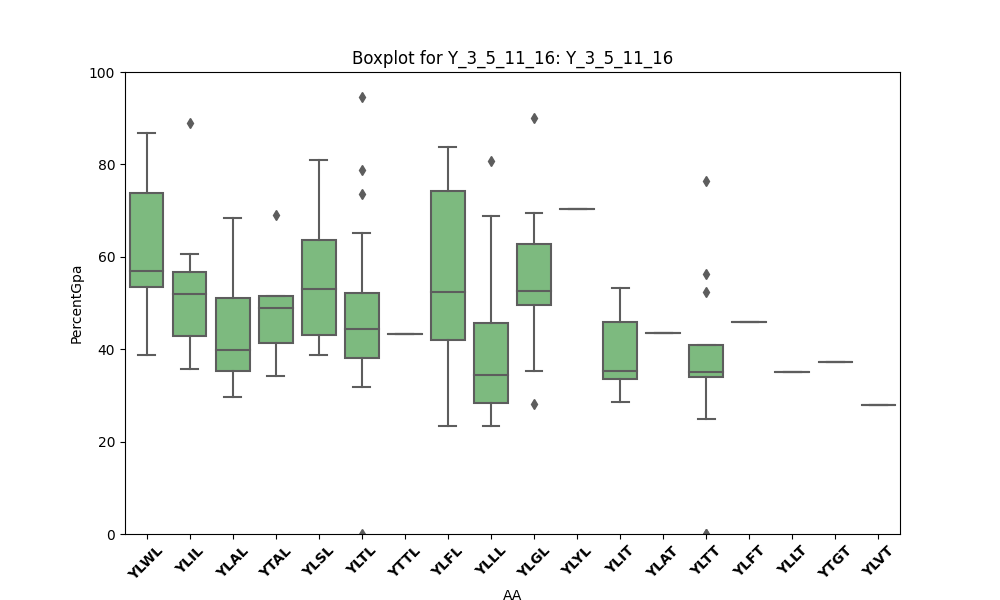 Boxplot for Y_3_5_11_16: Y_3_5_11_16
100
80
60
40
20
0
PercentGpa
YLWL
YLIL
YLAL
YTAL
YLSL
YLTL
YTTL
YLFL
YLLL
YLGL
YLYL
YLIT
YLAT
YLTT
YLFT
YLLT
YTGT
YLVT
AA